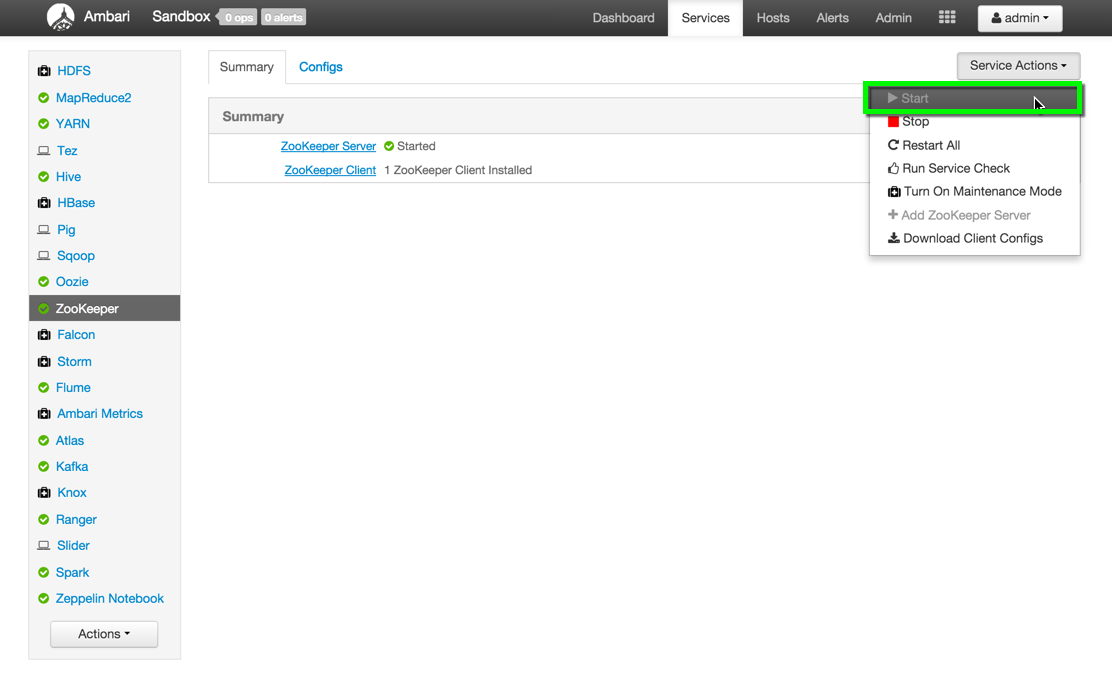 Ambari Sandbox 0 ops 0 alerts Dashboard Services Hosts Alerts Admin admin
HDFS
MapReduce2
YARN
Tez
Hive
HBase
Pig
Sqoop
Oozie
ZooKeeper
Falcon
Storm
Flume
Ambari Metrics
Atlas
Kafka
Knox
Ranger
Slider
Spark
Zeppelin Notebook
Actions
Summary Configs
Service Actions
Summary
ZooKeeper Server Started
ZooKeeper Client 1 ZooKeeper Client Installed
Start
Stop
Restart All
Run Service Check
Turn On Maintenance Mode
Add ZooKeeper Server
Download Client Configs